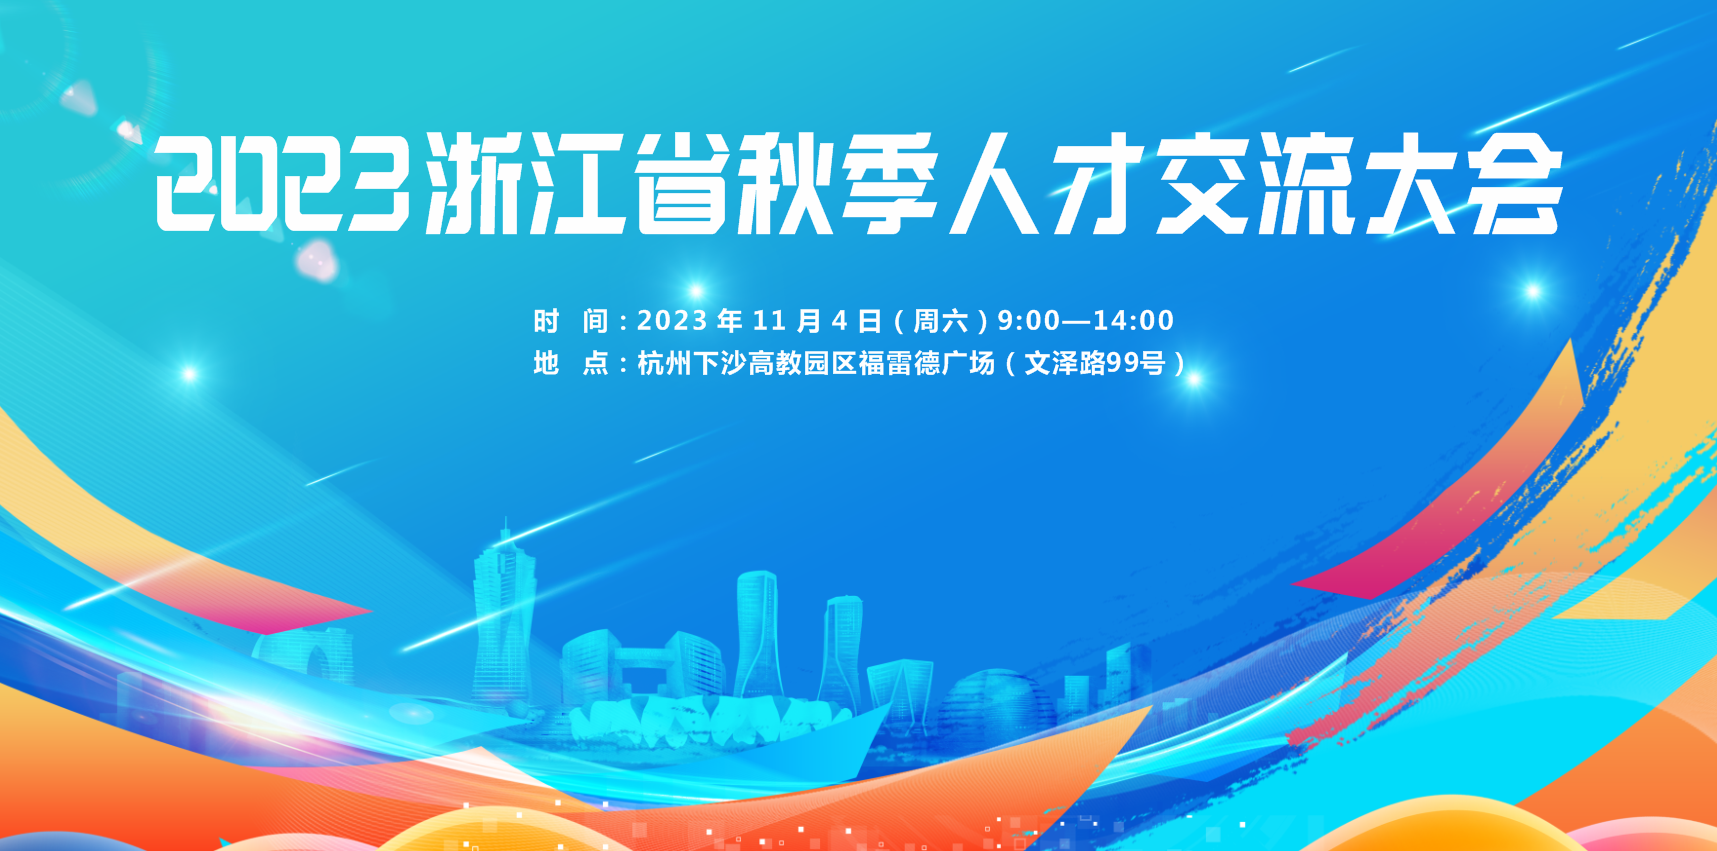 2023浙江省秋季人才交流大会
时 间：2023 年 11 月 4 日（周六）9:00—14:00
地 点：杭州下沙高教园区福雷德广场（文泽路99号）